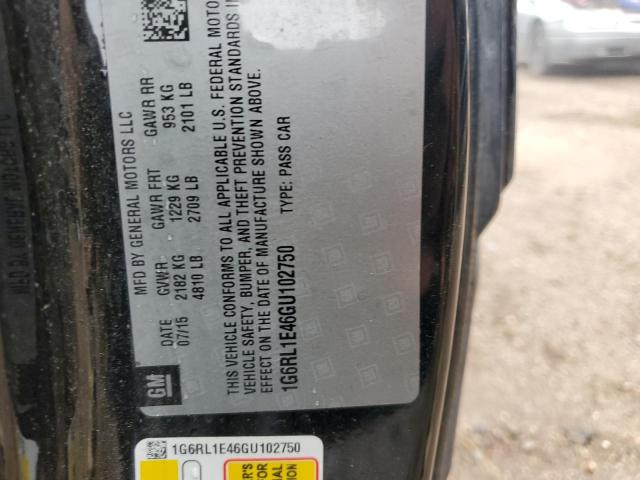 GM
MFD BY GENERAL MOTORS LLC
DATE GVWR GAWR FRT GAWR RR
07/15 2182 KG 1229 KG 953 KG
4810 LB 2709 LB 2101 LB
THIS VEHICLE CONFORMS TO ALL APPLICABLE U.S. FEDERAL MOTOR
VEHICLE SAFETY, BUMPER, AND THEFT PREVENTION STANDARDS IN
EFFECT ON THE DATE OF MANUFACTURE SHOWN ABOVE.
1G6RL1E46GU102750 TYPE: PASS CAR
1G6RL1E46GU102750